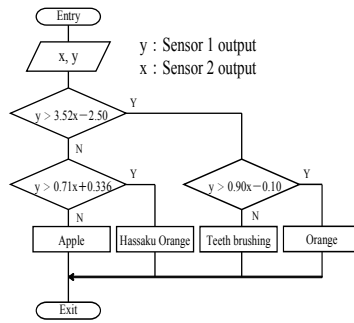 Entry
x, y
y : Sensor 1 output
x : Sensor 2 output
y > 3.52x−2.50
Y
N
y > 0.71x+0.336
Y
N
y > 0.90x−0.10
Y
N
Apple
Hassaku Orange
Teeth brushing
Orange
Exit